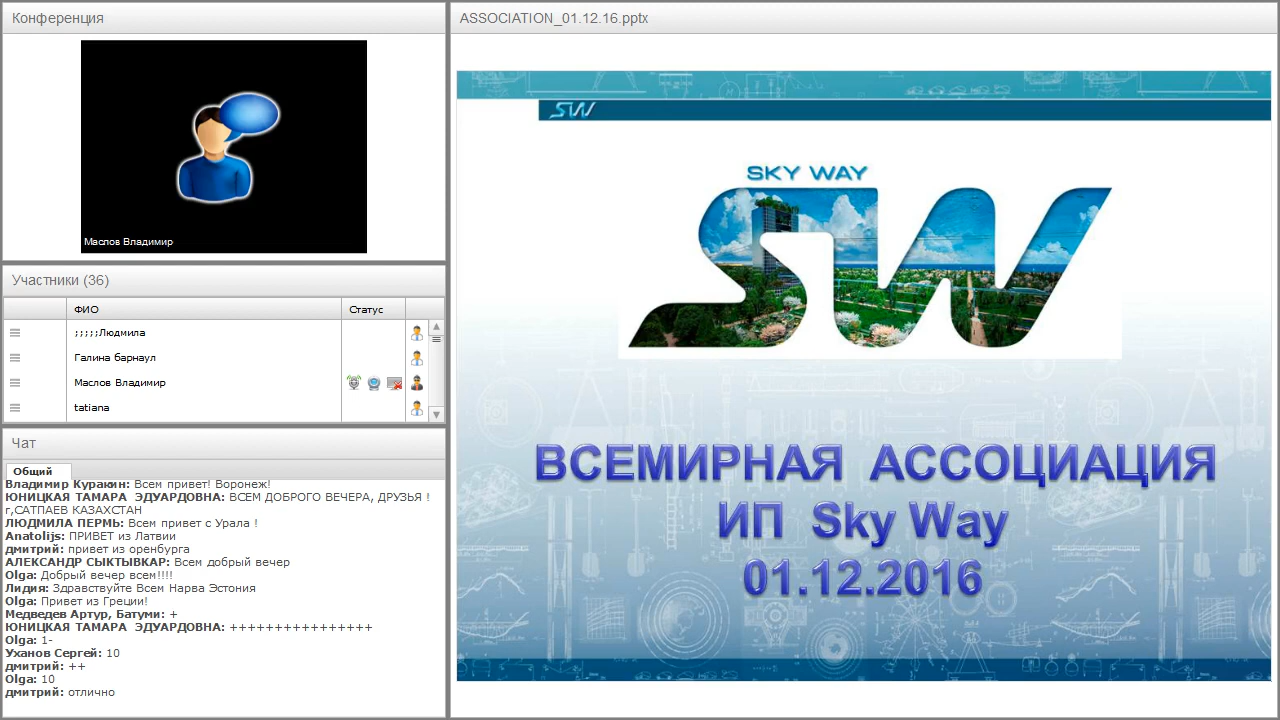 Конференция
Маслов Владимир
Участники (36)
ФИО Статус
;;;;;Людмила
Галина барнаул
Маслов Владимир
tatiana
Чат
Общий
Владимир Куракин: Всем привет! Воронеж!
ЮНИЦКАЯ ТАМАРА ЭДУАРДОВНА: ВСЕМ ДОБРОГО ВЕЧЕРА, ДРУЗЬЯ !
г,САТПАЕВ КАЗАХСТАН
ЛЮДМИЛА ПЕРМЬ: Всем привет с Урала !
Anatolijs: ПРИВЕТ из Латвии
дмитрий: привет из оренбурга
АЛЕКСАНДР СЫКТЫВКАР: Всем добрый вечер
Olga: Добрый вечер всем!!!!
Лидия: Здравствуйте Всем Нарва Эстония
Olga: Привет из Греции!
Медведев Артур, Батуми: +
ЮНИЦКАЯ ТАМАРА ЭДУАРДОВНА: ++++++++++++++++
Olga: 1-
Уханов Сергей: 10
дмитрий: ++
Olga: 10
дмитрий: отлично
ASSOCIATION_01.12.16.pptx
SW
SKY WAY
SW
ВСЕМИРНАЯ АССОЦИАЦИЯ
ИП Sky Way
01.12.2016